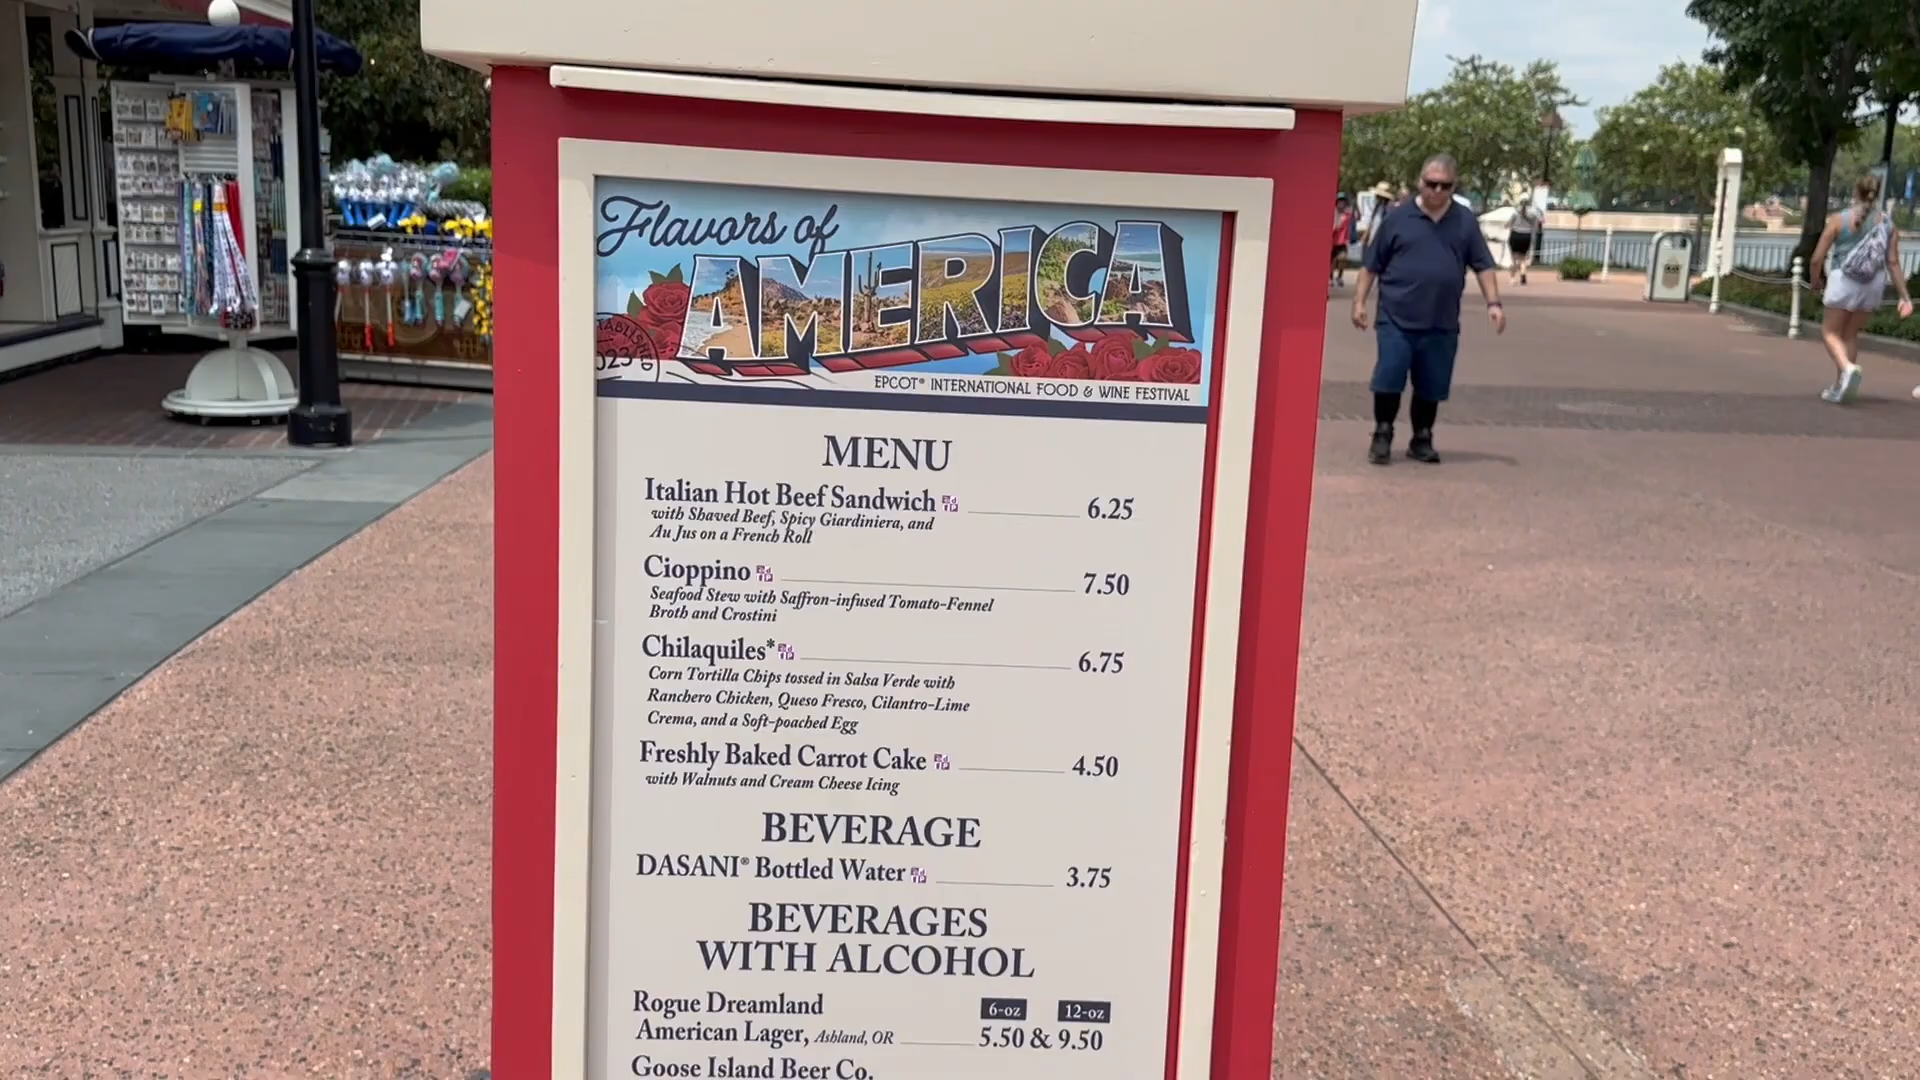 Flavors of
AMERICA
EPCOT® INTERNATIONAL FOOD & WINE FESTIVAL
MENU
Italian Hot Beef Sandwich 6.25
with Shaved Beef, Spicy Giardiniera, and
Au Jus on a French Roll
Cioppino 7.50
Seafood Stew with Saffron-infused Tomato-Fennel
Broth and Crostini
Chilaquiles* 6.75
Corn Tortilla Chips tossed in Salsa Verde with
Ranchero Chicken, Queso Fresco, Cilantro-Lime
Crema, and a Soft-poached Egg
Freshly Baked Carrot Cake 4.50
with Walnuts and Cream Cheese Icing
BEVERAGE
DASANI® Bottled Water 3.75
BEVERAGES
WITH ALCOHOL
Rogue Dreamland 6-oz 12-oz
American Lager, Ashland, OR 5.50 & 9.50
Goose Island Beer Co.